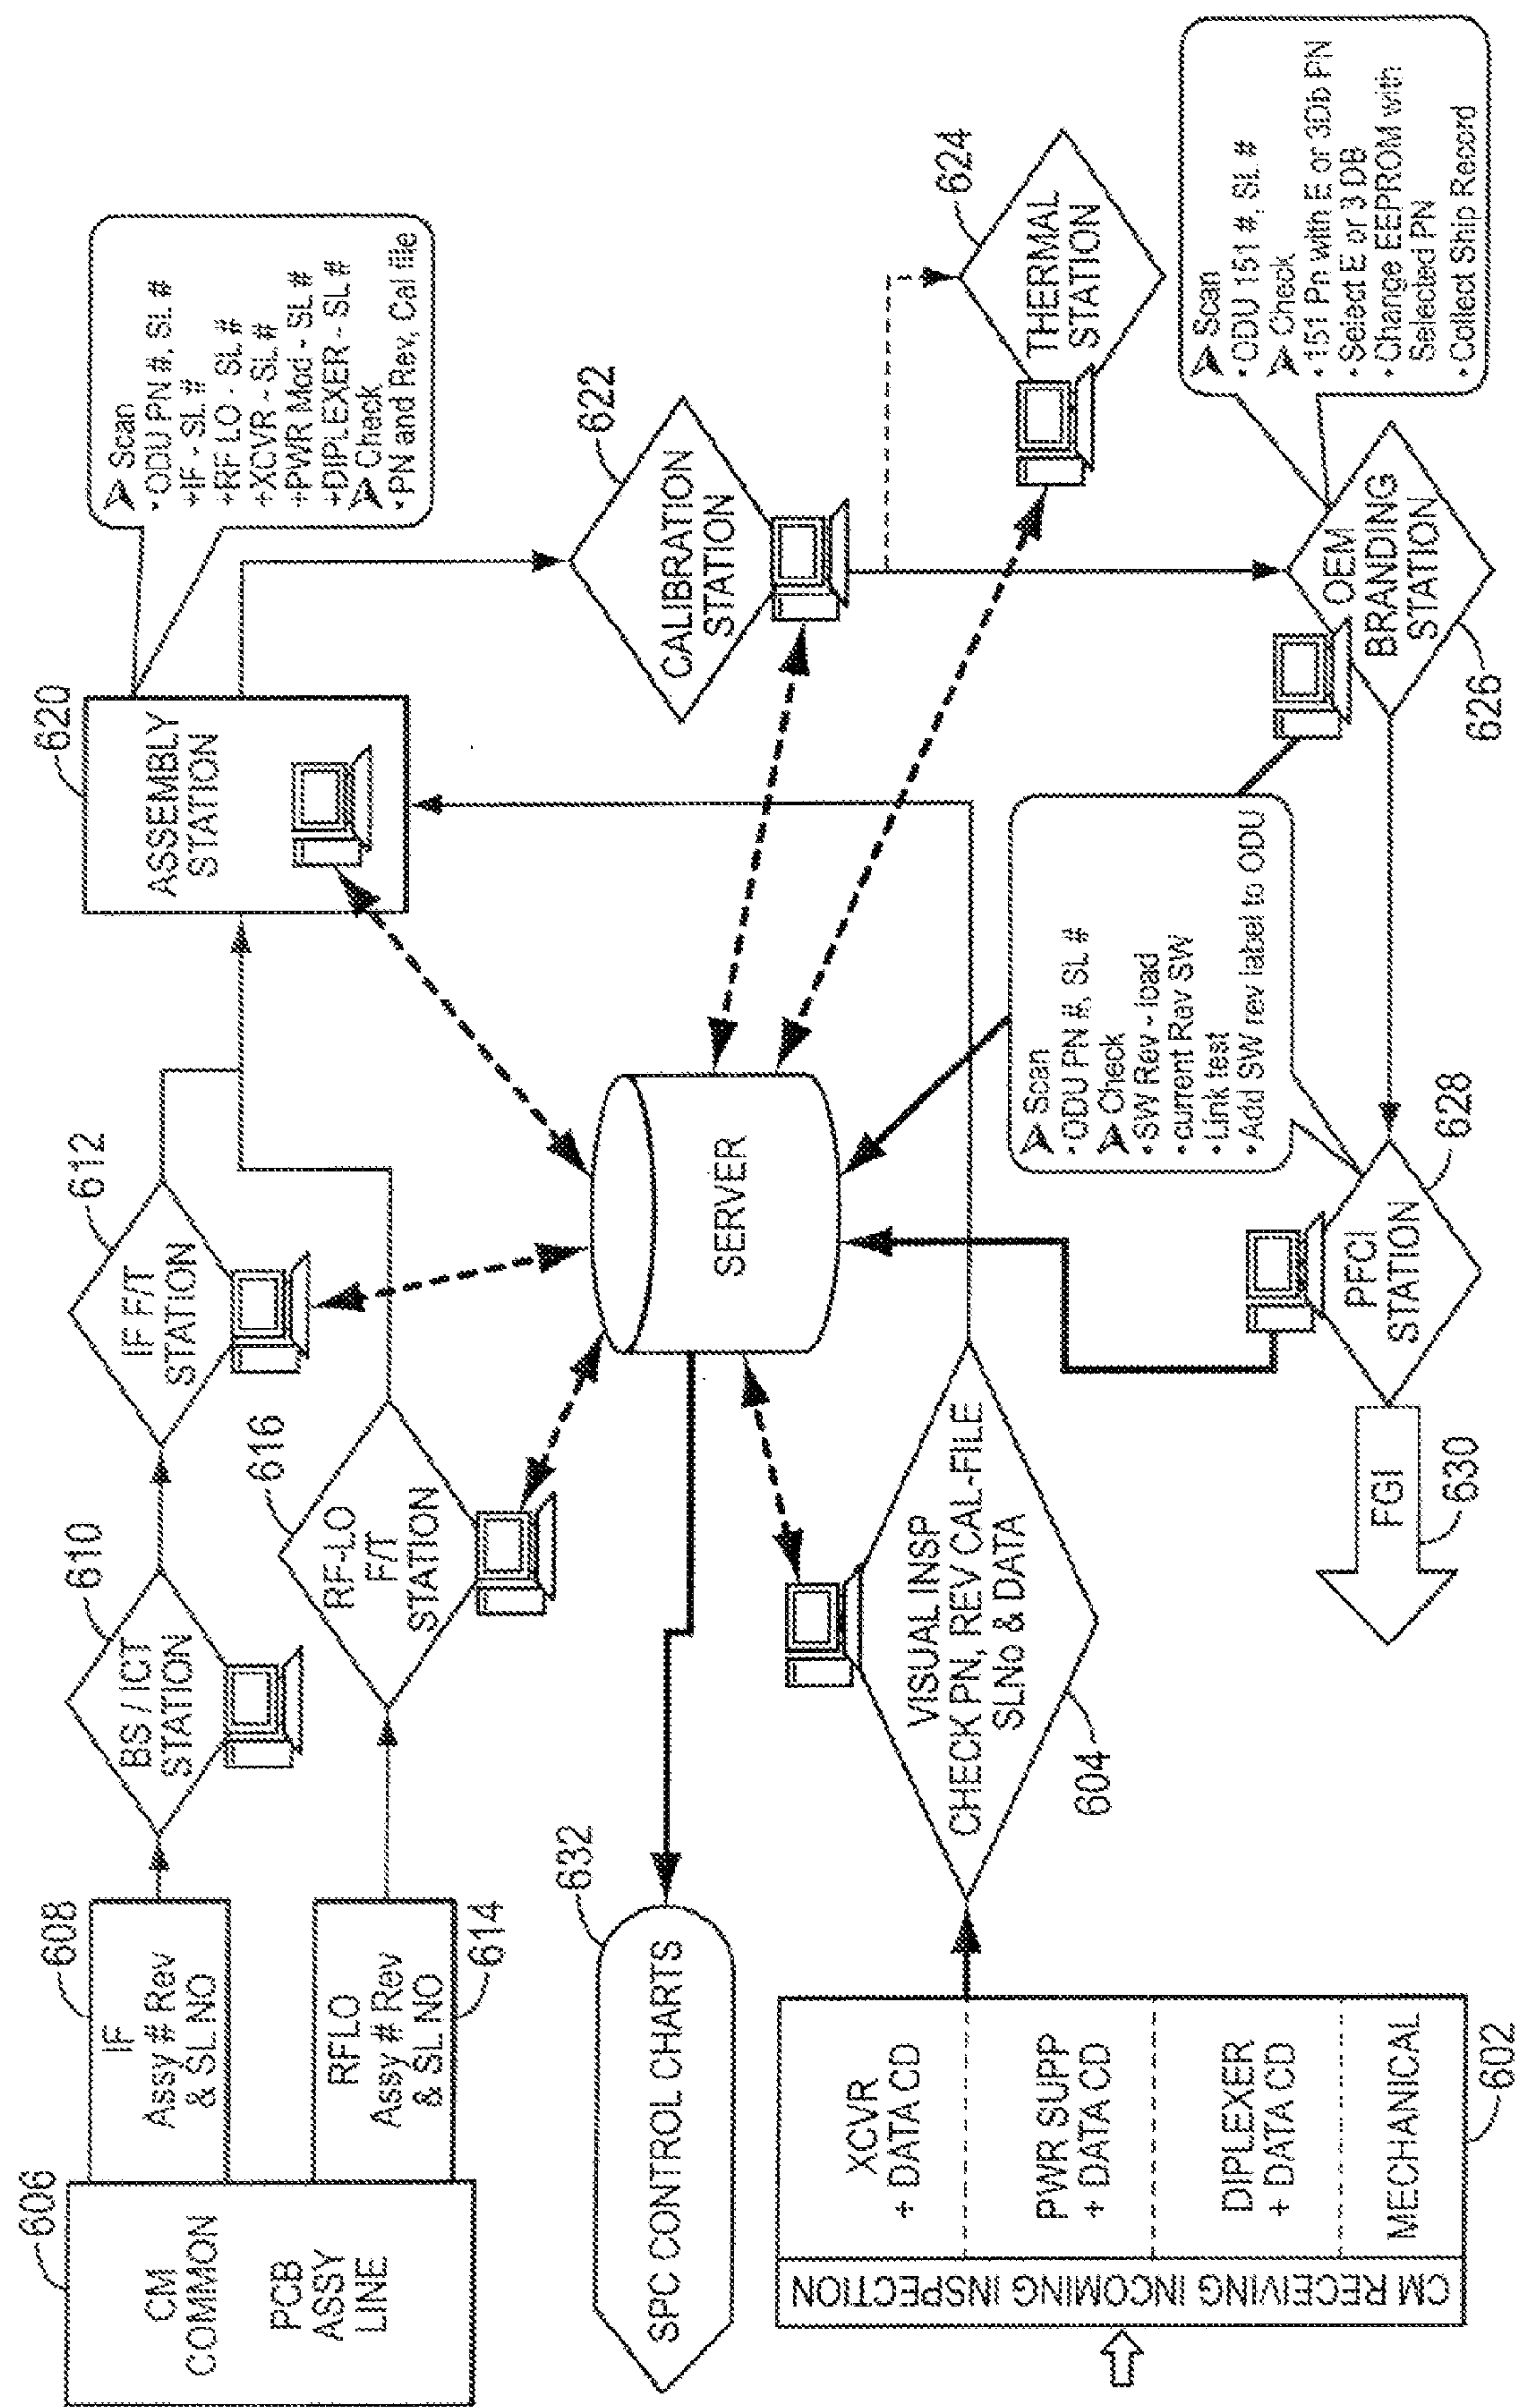 606
CM
COMMON
PCB
ASSY
LINE
608
IF
Assy # Rev
& SL NO
RFLO
Assy # Rev
& SL NO
614
610
BS / ICT
STATION
612
IF F/T
STATION
616
RF-LO
F/T
STATION
620
ASSEMBLY
STATION
➢ Scan
•ODU PN #, SL #
+IF - SL #
+RF LO - SL #
+XCVR - SL #
+PWR Mod - SL #
+DIPLEXER - SL #
➢ Check
•PN and Rev, Cal file
622
CALIBRATION
STATION
624
THERMAL
STATION
632
SPC CONTROL CHARTS
SERVER
CM RECEIVING INCOMING INSPECTION
XCVR
+ DATA CD
PWR SUPP
+ DATA CD
DIPLEXER
+ DATA CD
MECHANICAL
602
VISUAL INSP
CHECK PN, REV CAL-FILE
SLNo & DATA
604
➢ Scan
•ODU PN #, SL #
➢ Check
•SW Rev - load
•current Rev SW
•Link test
•Add SW rev label to ODU
➢ Scan
•ODU 151 #, SL #
➢ Check
•151 Pn with E or 3Db PN
•Select E or 3 DB
•Change EEPROM with
Selected PN
•Collect Ship Record
OEM
BRANDING
STATION
626
PFCI
STATION
628
FGI
630